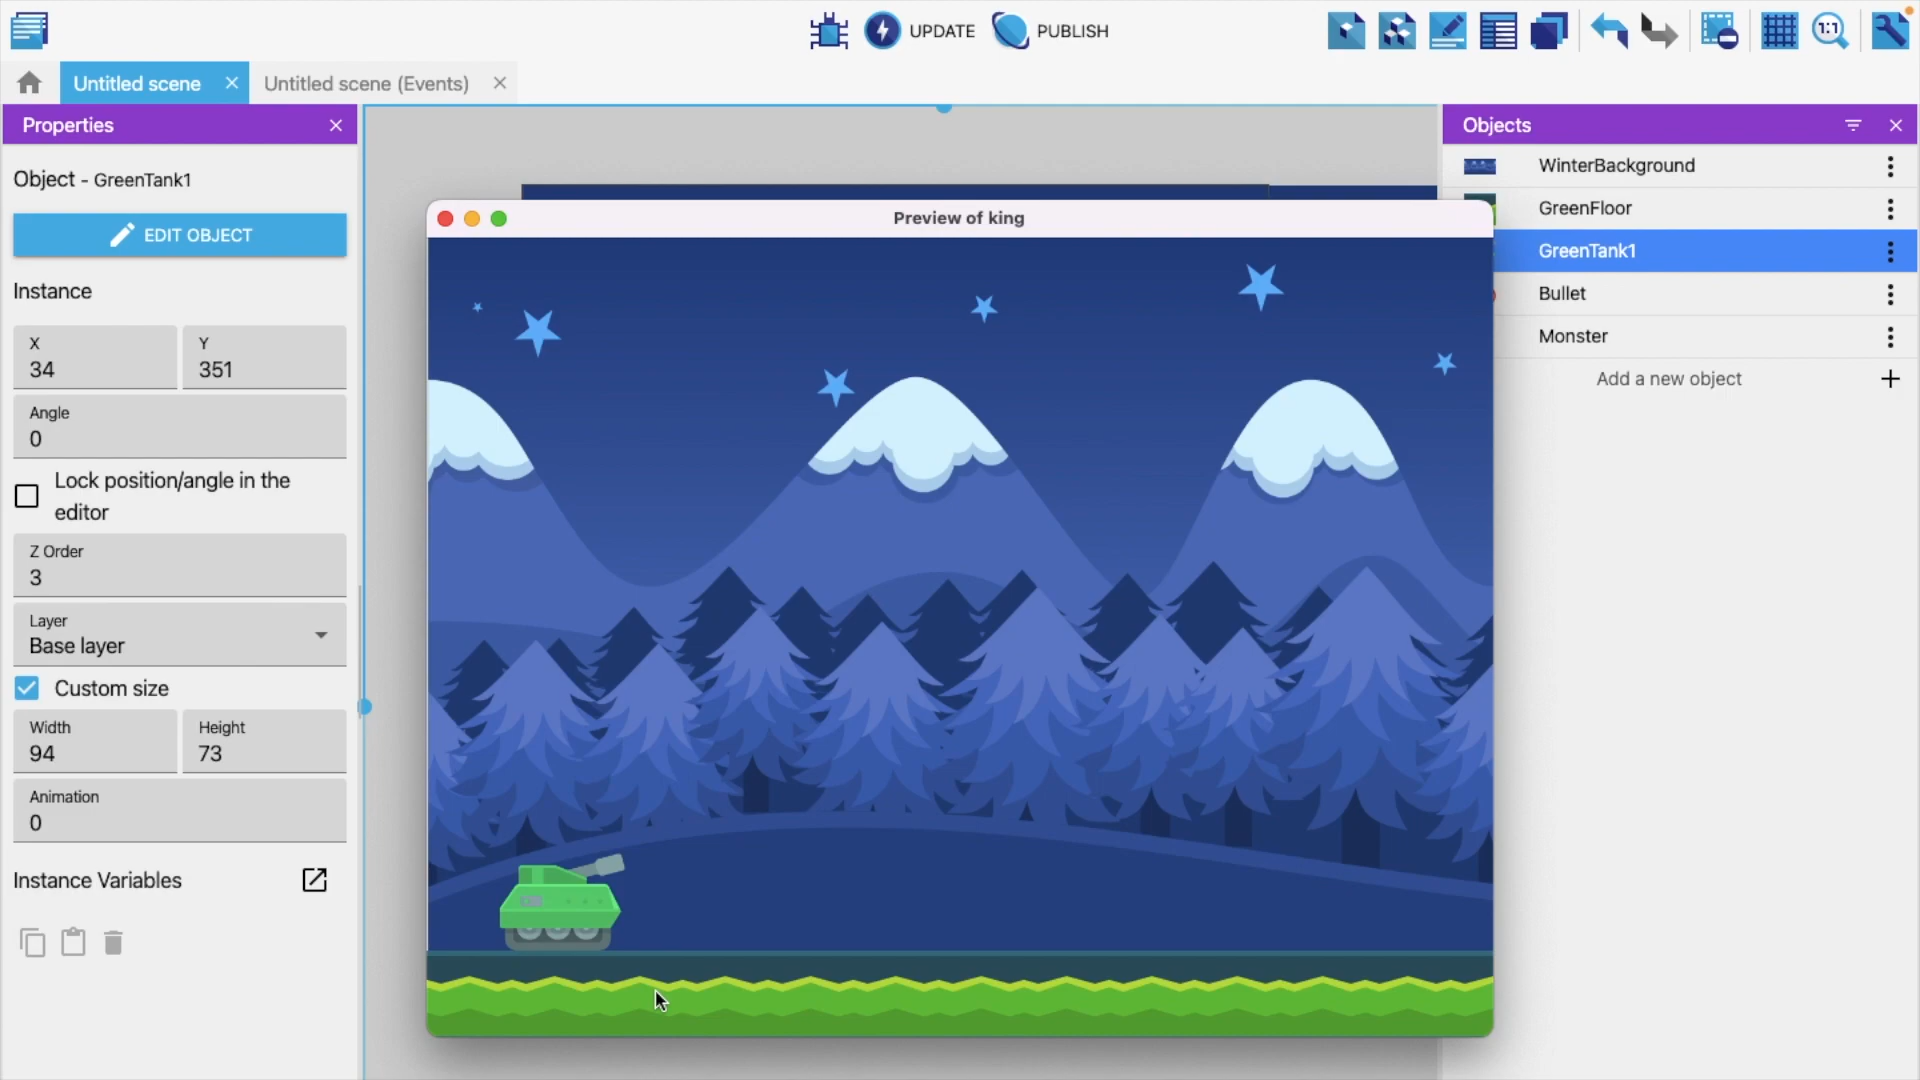 UPDATE
PUBLISH
1:1
Untitled scene
Untitled scene (Events)
Properties
Object - GreenTank1
EDIT OBJECT
Instance
X
34
Y
351
Angle
0
Lock position/angle in the
editor
Z Order
3
Layer
Base layer
Custom size
Width
94
Height
73
Animation
0
Instance Variables
Preview of king
Objects
WinterBackground
GreenFloor
GreenTank1
Bullet
Monster
Add a new object